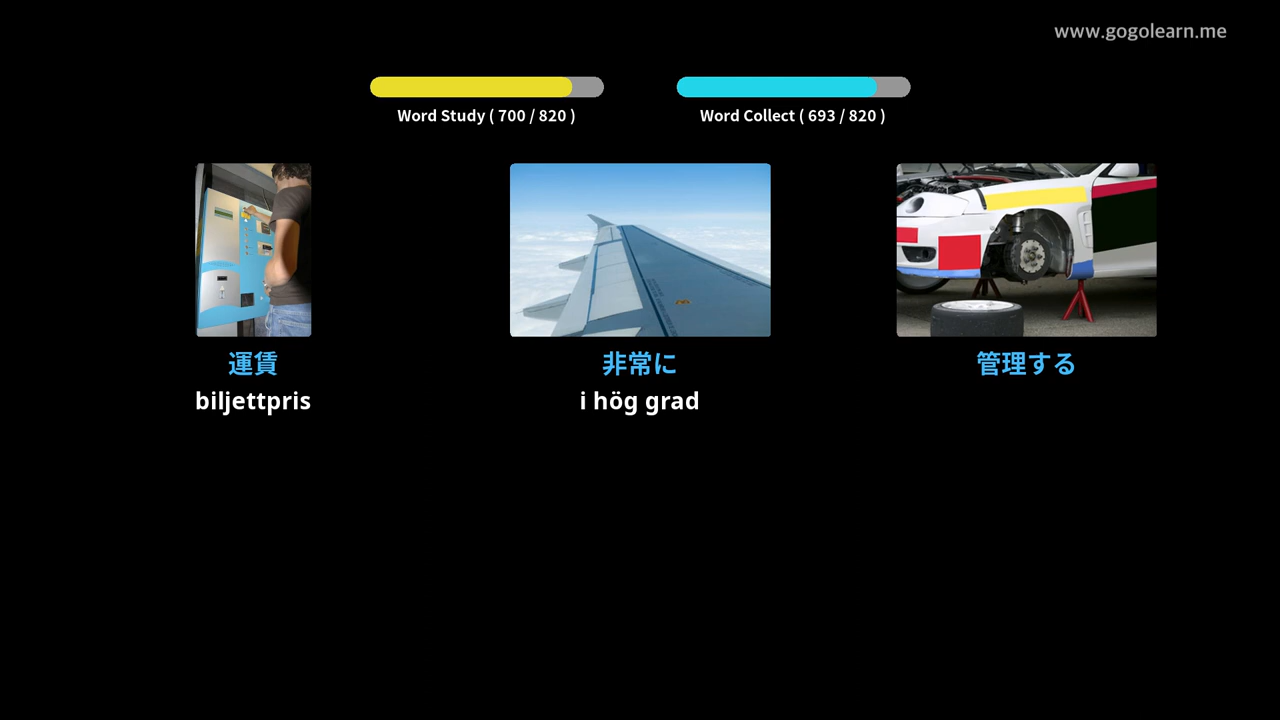 www.gogolearn.me
Word Study ( 700 / 820 )
Word Collect ( 693 / 820 )
運賃
biljettpris
非常に
i hög grad
管理する